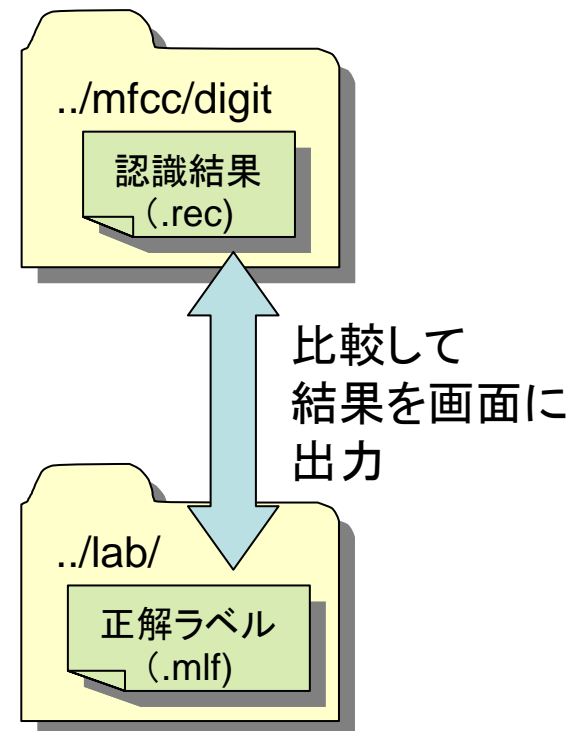 ../mfcc/digit
認識結果
（.rec)
比較して
結果を画面に
出力
../lab/
正解ラベル
（.mlf)